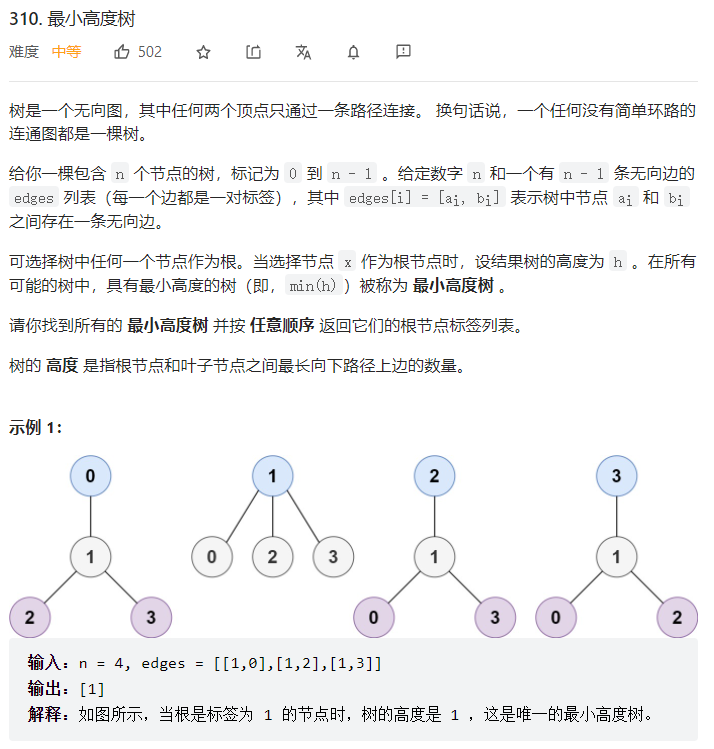 310. 最小高度树
难度 中等 502
树是一个无向图，其中任何两个顶点只通过一条路径连接。 换句话说，一个任何没有简单环路的
连通图都是一棵树。
给你一棵包含 n 个节点的树，标记为 0 到 n - 1 。给定数字 n 和一个有 n - 1 条无向边的
edges 列表（每一个边都是一对标签），其中 edges[i] = [ai, bi] 表示树中节点 ai 和 bi
之间存在一条无向边。
可选择树中任何一个节点作为根。当选择节点 x 作为根节点时，设结果树的高度为 h 。在所有
可能的树中，具有最小高度的树（即，min(h)）被称为 最小高度树 。
请你找到所有的 最小高度树 并按 任意顺序 返回它们的根节点标签列表。
树的 高度 是指根节点和叶子节点之间最长向下路径上边的数量。
示例 1：
0 1 2 3
1 0 2 3 1 1
2 3 0 3 0 2
输入：n = 4, edges = [[1,0],[1,2],[1,3]]
输出：[1]
解释：如图所示，当根是标签为 1 的节点时，树的高度是 1 ，这是唯一的最小高度树。